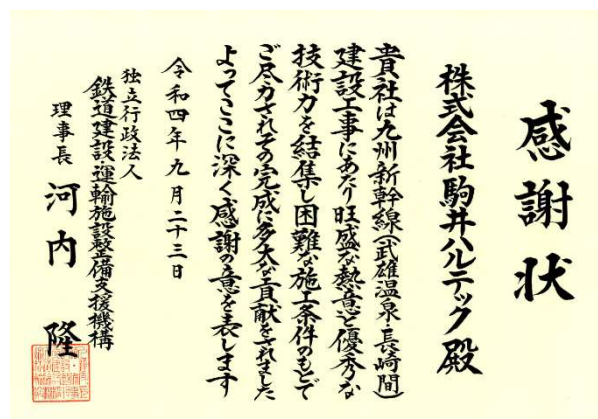 感謝状
株式会社駒井ハルテック殿
貴社は九州新幹線(武雄温泉・長崎間)
建設工事にあたり旺盛な熱意と優秀な
技術力を結集し困難な施工条件のもとで
ご尽力されその完成に多大な貢献をされました
よってここに深く感謝の意を表します
令和四年九月二十三日
独立行政法人
鉄道建設・運輸施設整備支援機構
理事長 河内 隆